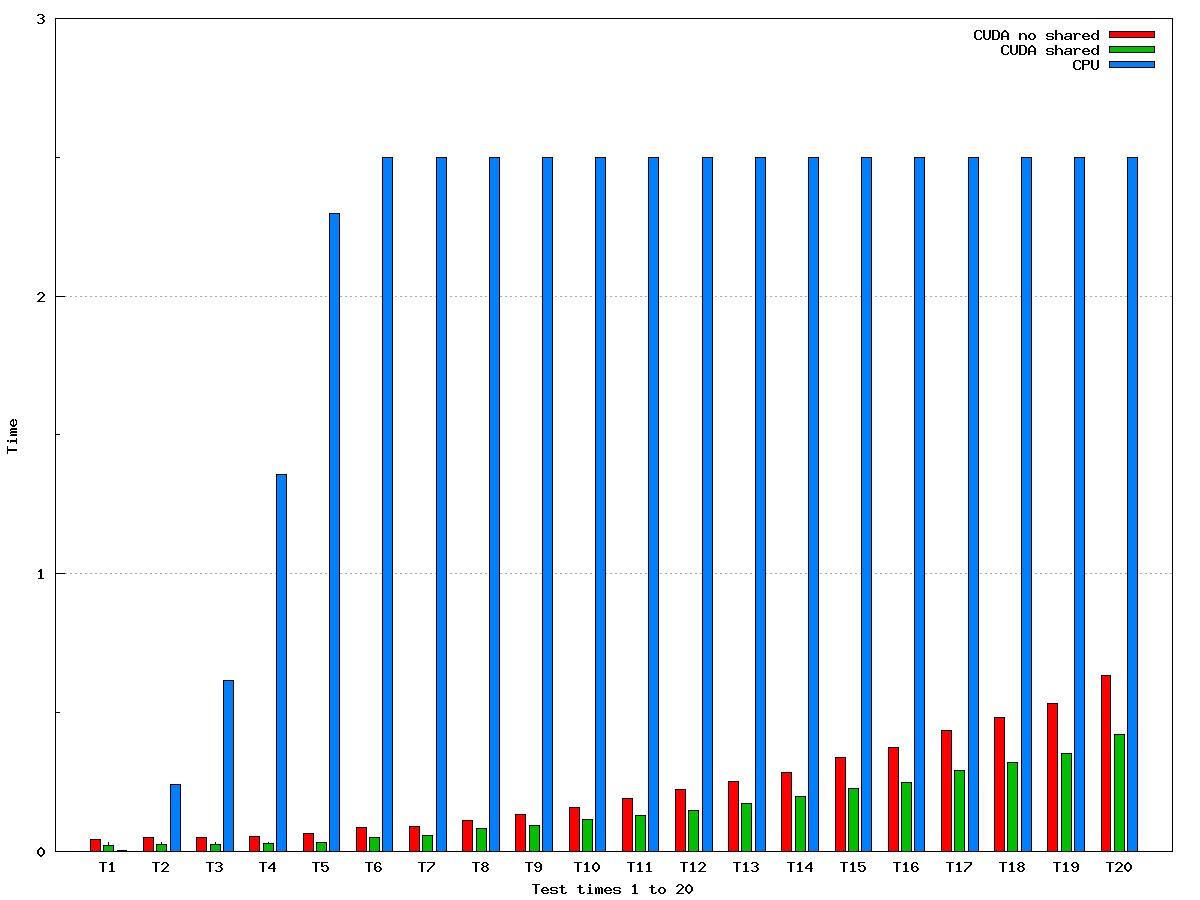 3
CUDA no shared
CUDA shared
CPU
2
Time
1
0
T1 T2 T3 T4 T5 T6 T7 T8 T9 T10 T11 T12 T13 T14 T15 T16 T17 T18 T19 T20
Test times 1 to 20